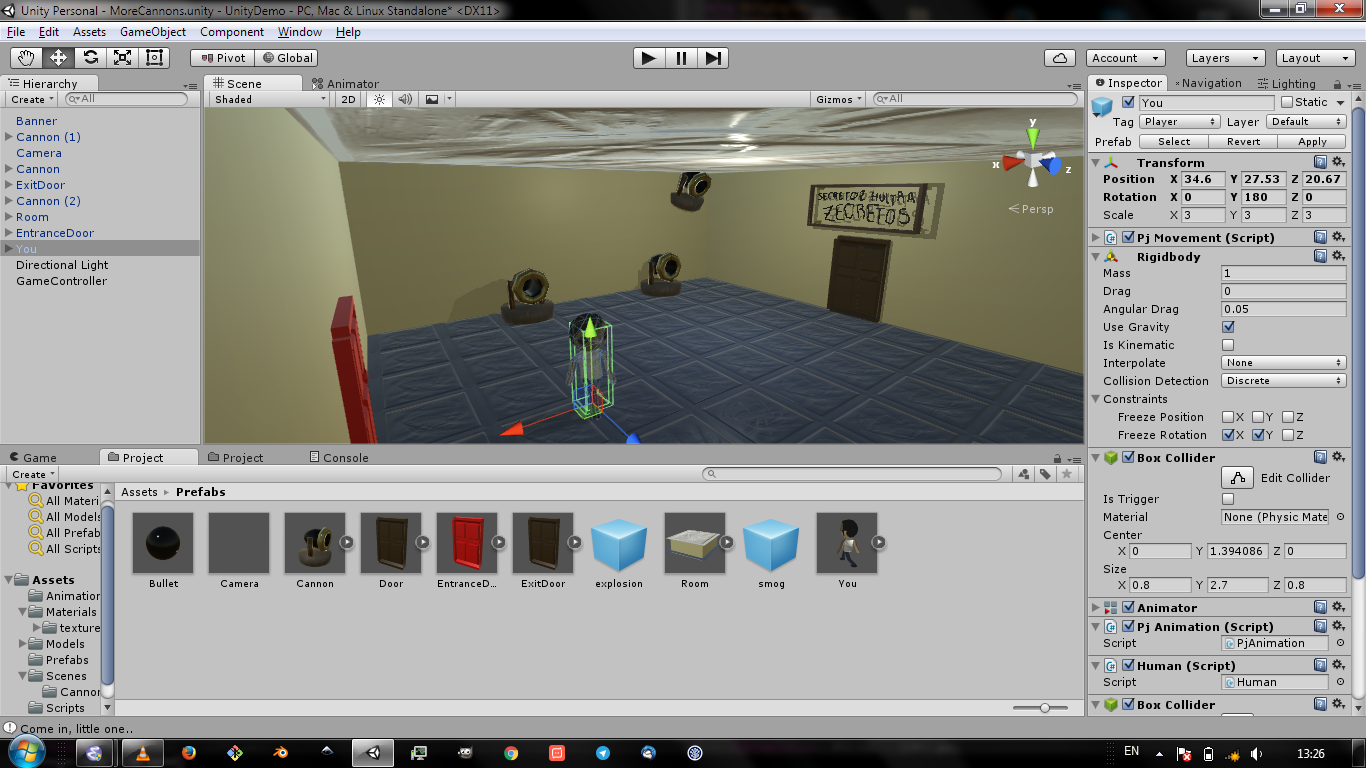 Unity Personal - MoreCannons.unity - UnityDemo - PC, Mac & Linux Standalone* <DX11>
File Edit Assets GameObject Component Window Help
Pivot Global Account Layers Layout
Hierarchy
Create All
Banner
Cannon (1)
Camera
Cannon
ExitDoor
Cannon (2)
Room
EntranceDoor
You
Directional Light
GameController
Scene Animator
Shaded 2D Gizmos All
y
x
z
Persp
ZECRETOS
Inspector Navigation Lighting
You Static
Tag Player Layer Default
Prefab Select Revert Apply
Transform
Position X 34.6 Y 27.53 Z 20.67
Rotation X 0 Y 180 Z 0
Scale X 3 Y 3 Z 3
Pj Movement (Script)
Rigidbody
Mass 1
Drag 0
Angular Drag 0.05
Use Gravity
Is Kinematic
Interpolate None
Collision Detection Discrete
Constraints
Freeze Position X Y Z
Freeze Rotation X Y Z
Box Collider
Edit Collider
Is Trigger
Material None (Physic Mate
Center
X 0 Y 1.394086 Z 0
Size
X 0.8 Y 2.7 Z 0.8
Animator
Pj Animation (Script)
Script PjAnimation
Human (Script)
Script Human
Box Collider
Game Project Project Console
Create
Favorites
All Materi
All Models
All Prefab
All Scripts
Assets
Animation
Materials
texture
Models
Prefabs
Scenes
Cannon
Scripts
Assets Prefabs
Bullet Camera Cannon Door EntranceD... ExitDoor explosion Room smog You
Come in, little one..
EN 13:26